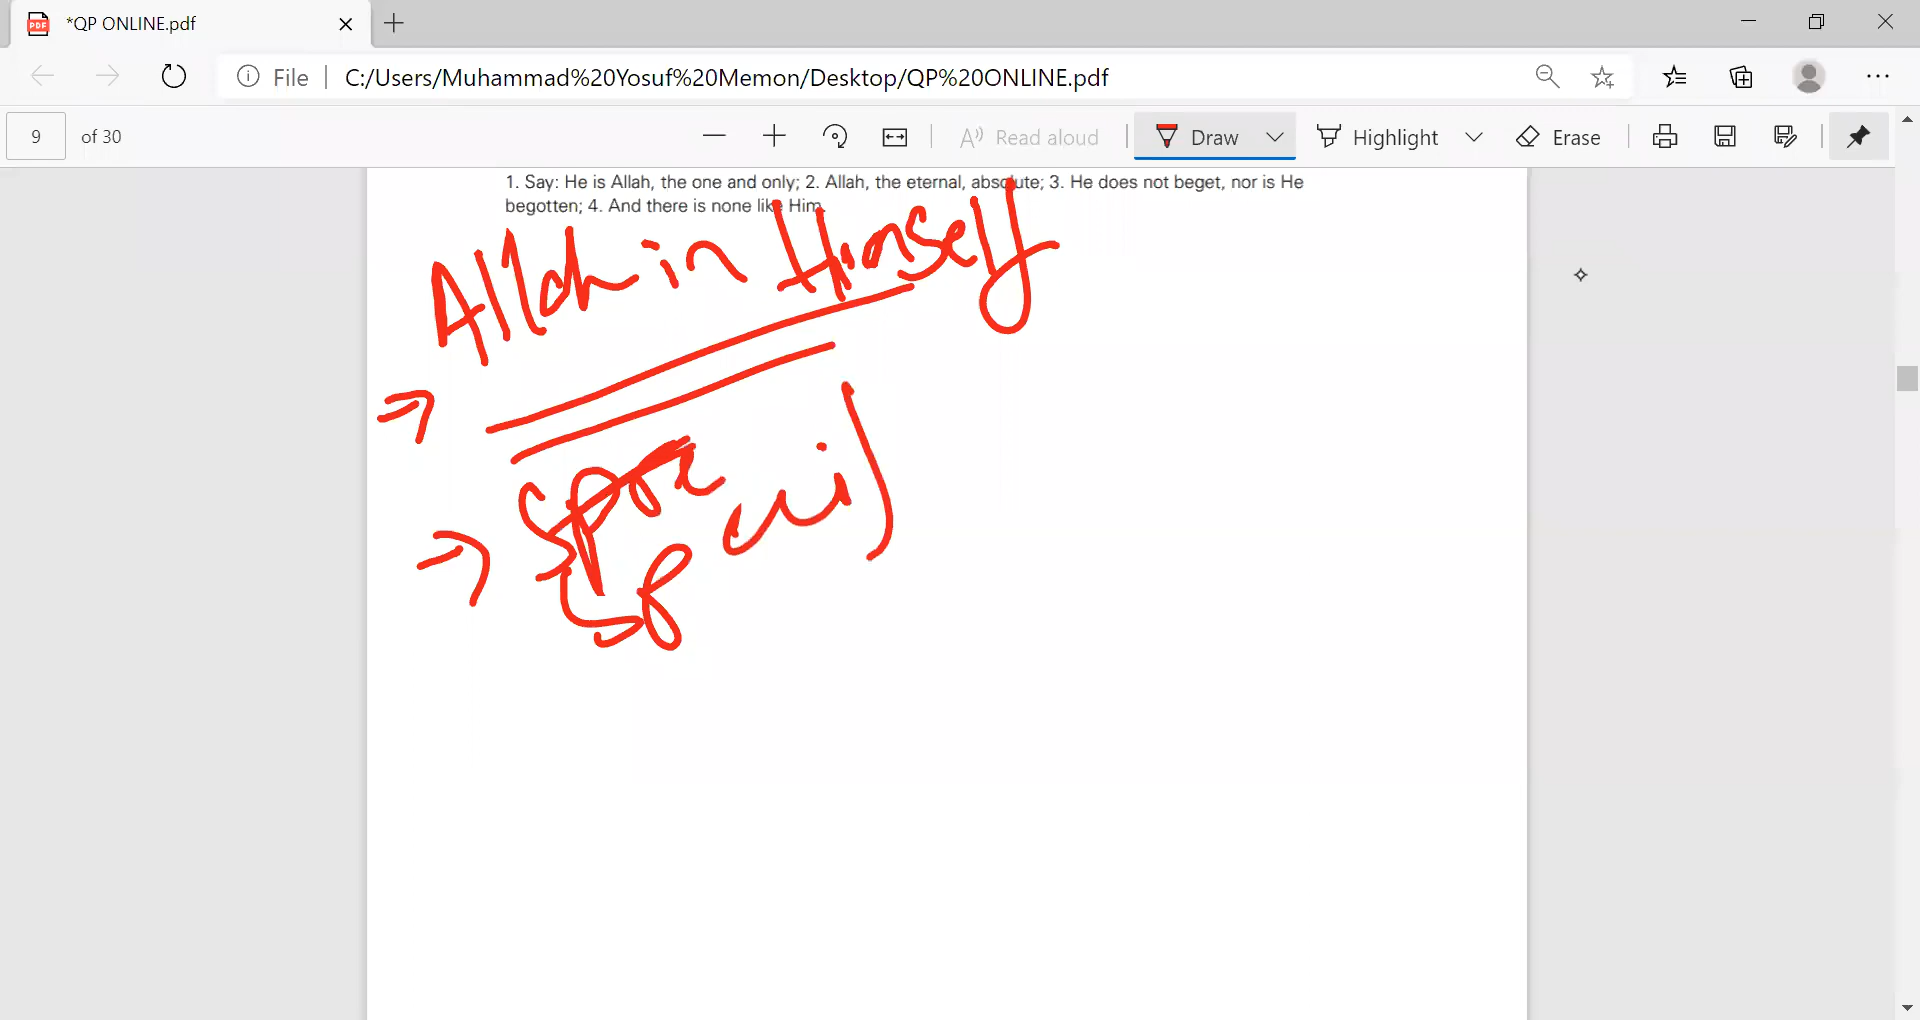 *QP ONLINE.pdf
File | C:/Users/Muhammad%20Yosuf%20Memon/Desktop/QP%20ONLINE.pdf
9 of 30 Read aloud Draw Highlight Erase
1. Say: He is Allah, the one and only; 2. Allah, the eternal, absolute; 3. He does not beget, nor is He
begotten; 4. And there is none like Him.
Allah in Himself